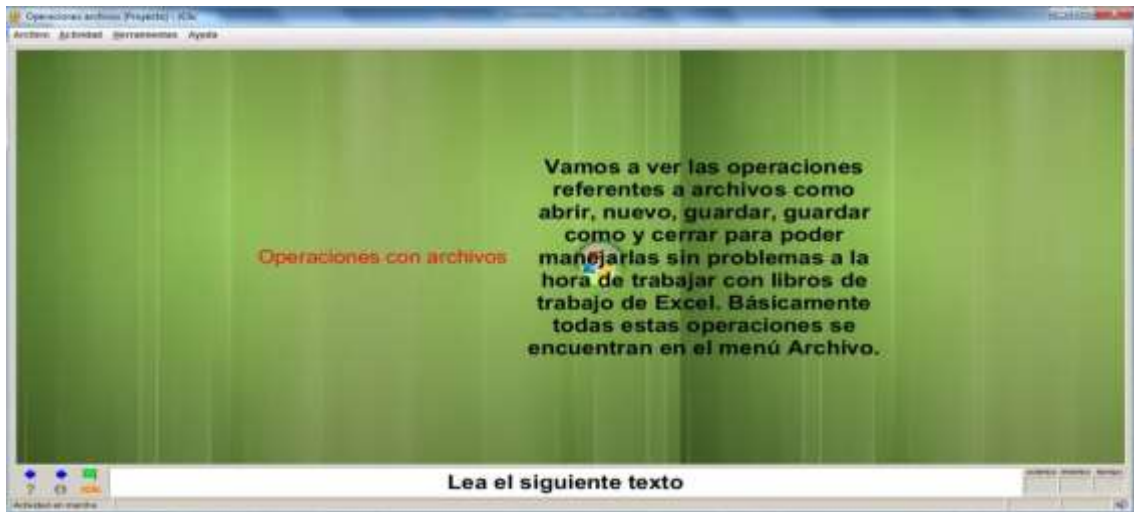 Operaciones archivos (Proyecto) - JClic
Archivo Actividad Herramientas Ayuda
Operaciones con archivos
Vamos a ver las operaciones
referentes a archivos como
abrir, nuevo, guardar, guardar
como y cerrar para poder
manejarlas sin problemas a la
hora de trabajar con libros de
trabajo de Excel. Básicamente
todas estas operaciones se
encuentran en el menú Archivo.
Lea el siguiente texto
Actividad en marcha